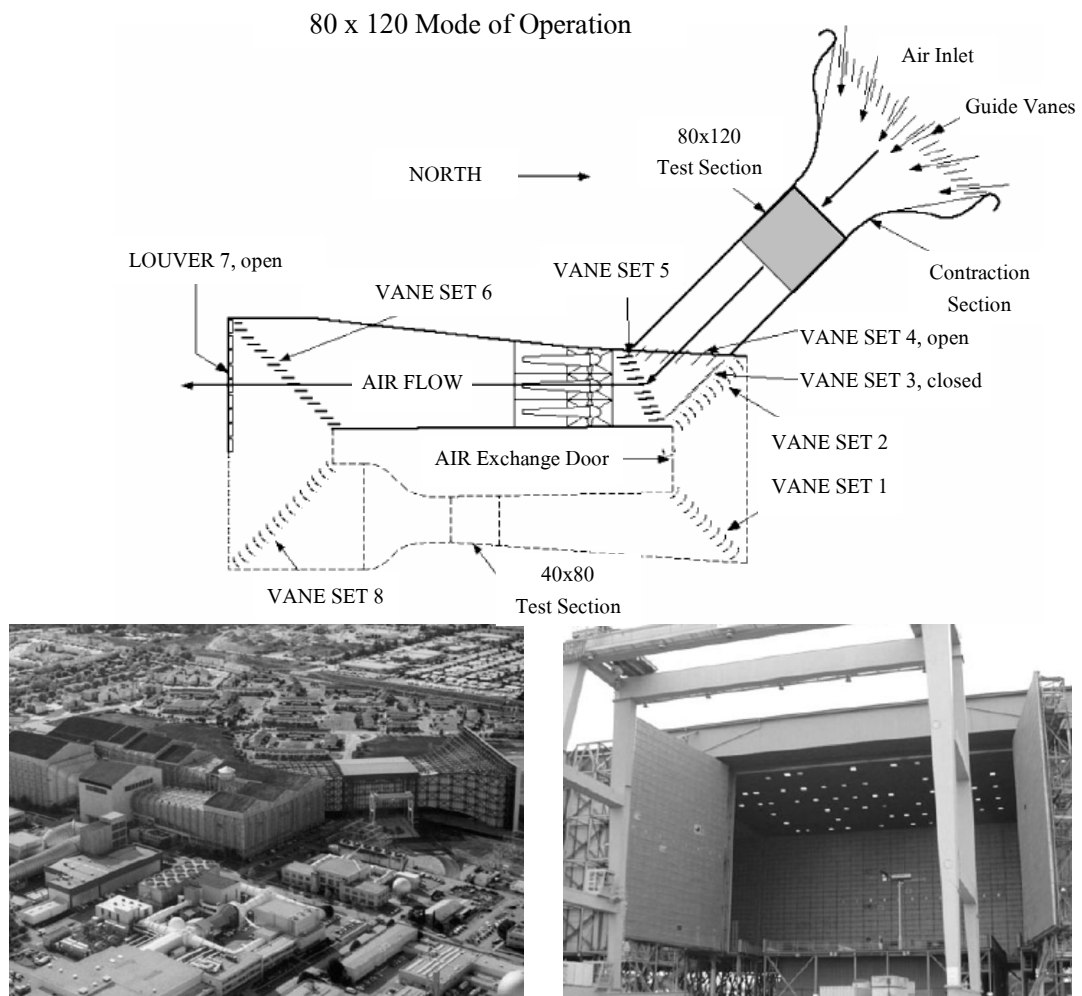 80 x 120 Mode of Operation
Air Inlet
Guide Vanes
80x120
Test Section
NORTH
LOUVER 7, open
VANE SET 6
VANE SET 5
Contraction
Section
VANE SET 4, open
AIR FLOW
VANE SET 3, closed
VANE SET 2
AIR Exchange Door
VANE SET 1
VANE SET 8
40x80
Test Section